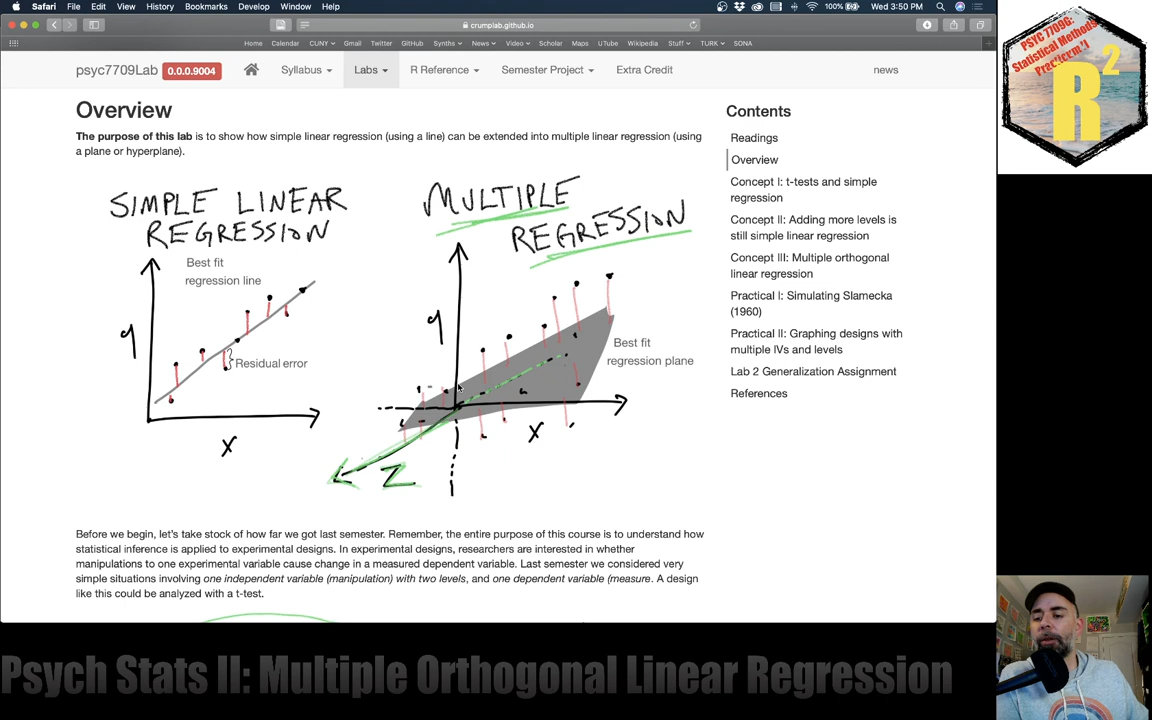 Safari File Edit View History Bookmarks Develop Window Help 100% Wed 3:50 PM
crumplab.github.io
Home Calendar CUNY Gmail Twitter GitHub Synths News Video Scholar Maps UTube Wikipedia Stuff TURK SONA
psyc7709Lab 0.0.0.9004 Syllabus Labs R Reference Semester Project Extra Credit news
Overview
The purpose of this lab is to show how simple linear regression (using a line) can be extended into multiple linear regression (using
a plane or hyperplane).
SIMPLE LINEAR
REGRESSION
Best fit
regression line
Y
Residual error
X
MULTIPLE
REGRESSION
Y
Best fit
regression plane
X
Z
Before we begin, let's take stock of how far we got last semester. Remember, the entire purpose of this course is to understand how
statistical inference is applied to experimental designs. In experimental designs, researchers are interested in whether
manipulations to one experimental variable cause change in a measured dependent variable. Last semester we considered very
simple situations involving one independent variable (manipulation) with two levels, and one dependent variable (measure. A design
like this could be analyzed with a t-test.
Contents
Readings
Overview
Concept I: t-tests and simple
regression
Concept II: Adding more levels is
still simple linear regression
Concept III: Multiple orthogonal
linear regression
Practical I: Simulating Slamecka
(1960)
Practical II: Graphing designs with
multiple IVs and levels
Lab 2 Generalization Assignment
References
PSYC 7709G:
Statistical Methods
Practicum I
R2
Psych Stats II: Multiple Orthogonal Linear Regression